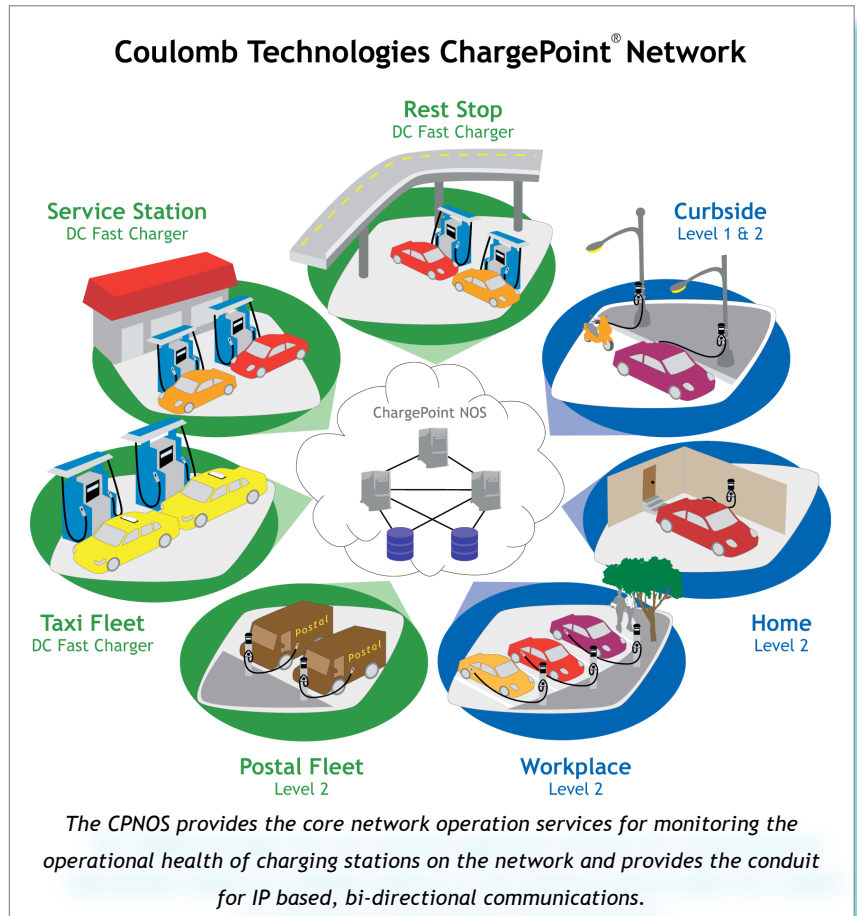 Coulomb Technologies ChargePoint® Network
Rest Stop
DC Fast Charger
Service Station
DC Fast Charger
Curbside
Level 1 & 2
ChargePoint NOS
Taxi Fleet
DC Fast Charger
Postal
Postal
Home
Level 2
Postal Fleet
Level 2
Workplace
Level 2
The CPNOS provides the core network operation services for monitoring the
operational health of charging stations on the network and provides the conduit
for IP based, bi-directional communications.